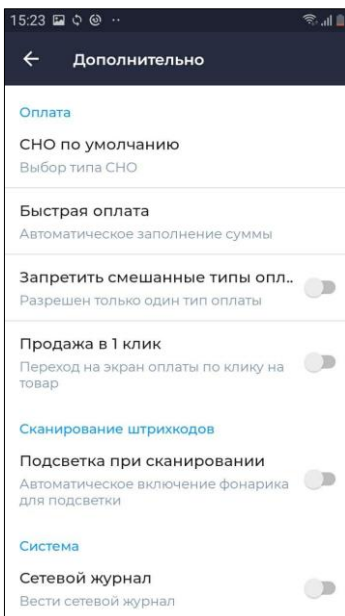 15:23
Дополнительно
Оплата
СНО по умолчанию
Выбор типа СНО
Быстрая оплата
Автоматическое заполнение суммы
Запретить смешанные типы опл..
Разрешен только один тип оплаты
Продажа в 1 клик
Переход на экран оплаты по клику на
товар
Сканирование штрихкодов
Подсветка при сканировании
Автоматическое включение фонарика
для подсветки
Система
Сетевой журнал
Вести сетевой журнал